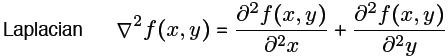 Laplacian ∇²f(x, y) = ∂²f(x, y)/∂²x + ∂²f(x, y)/∂²y